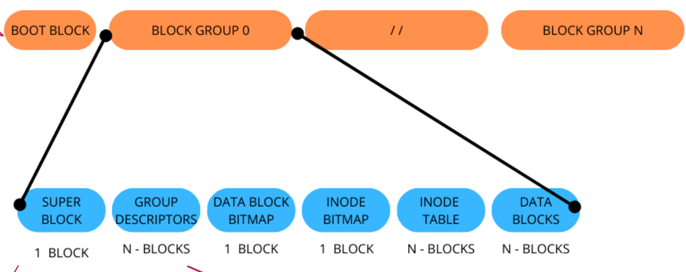 BOOT BLOCK
BLOCK GROUP 0
/ /
BLOCK GROUP N
SUPER
BLOCK
GROUP
DESCRIPTORS
DATA BLOCK
BITMAP
INODE
BITMAP
INODE
TABLE
DATA
BLOCKS
1 BLOCK
N - BLOCKS
1 BLOCK
1 BLOCK
N - BLOCKS
N - BLOCKS